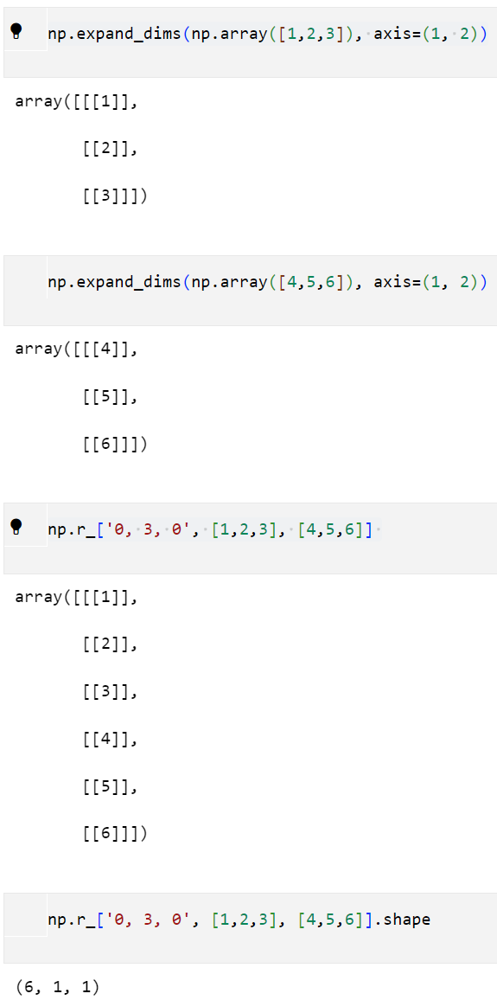 np.expand_dims(np.array([1,2,3]), axis=(1, 2))
array([[[1]],
[[2]],
[[3]]])
np.expand_dims(np.array([4,5,6]), axis=(1, 2))
array([[[4]],
[[5]],
[[6]]])
np.r_['0, 3, 0', [1,2,3], [4,5,6]]
array([[[1]],
[[2]],
[[3]],
[[4]],
[[5]],
[[6]]])
np.r_['0, 3, 0', [1,2,3], [4,5,6]].shape
(6, 1, 1)